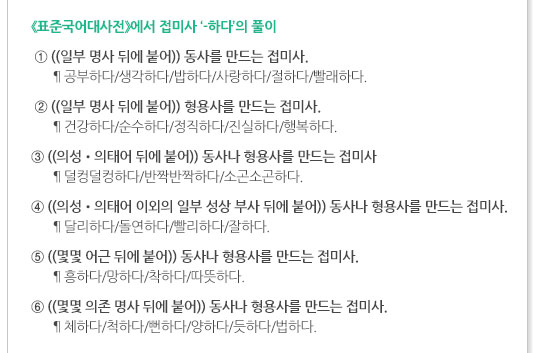 《표준국어대사전》에서 접미사 ‘-하다’의 풀이
① ((일부 명사 뒤에 붙어)) 동사를 만드는 접미사.
¶ 공부하다/생각하다/밥하다/사랑하다/절하다/빨래하다.
② ((일부 명사 뒤에 붙어)) 형용사를 만드는 접미사.
¶ 건강하다/순수하다/정직하다/진실하다/행복하다.
③ ((의성・의태어 뒤에 붙어)) 동사나 형용사를 만드는 접미사
¶ 덜컹덜컹하다/반짝반짝하다/소곤소곤하다.
④ ((의성・의태어 이외의 일부 성상 부사 뒤에 붙어)) 동사나 형용사를 만드는 접미사.
¶ 달리하다/돌연하다/빨리하다/잘하다.
⑤ ((몇몇 어근 뒤에 붙어)) 동사나 형용사를 만드는 접미사.
¶ 흥하다/망하다/착하다/따뜻하다.
⑥ ((몇몇 의존 명사 뒤에 붙어)) 동사나 형용사를 만드는 접미사.
¶ 체하다/척하다/뻔하다/양하다/듯하다/법하다.